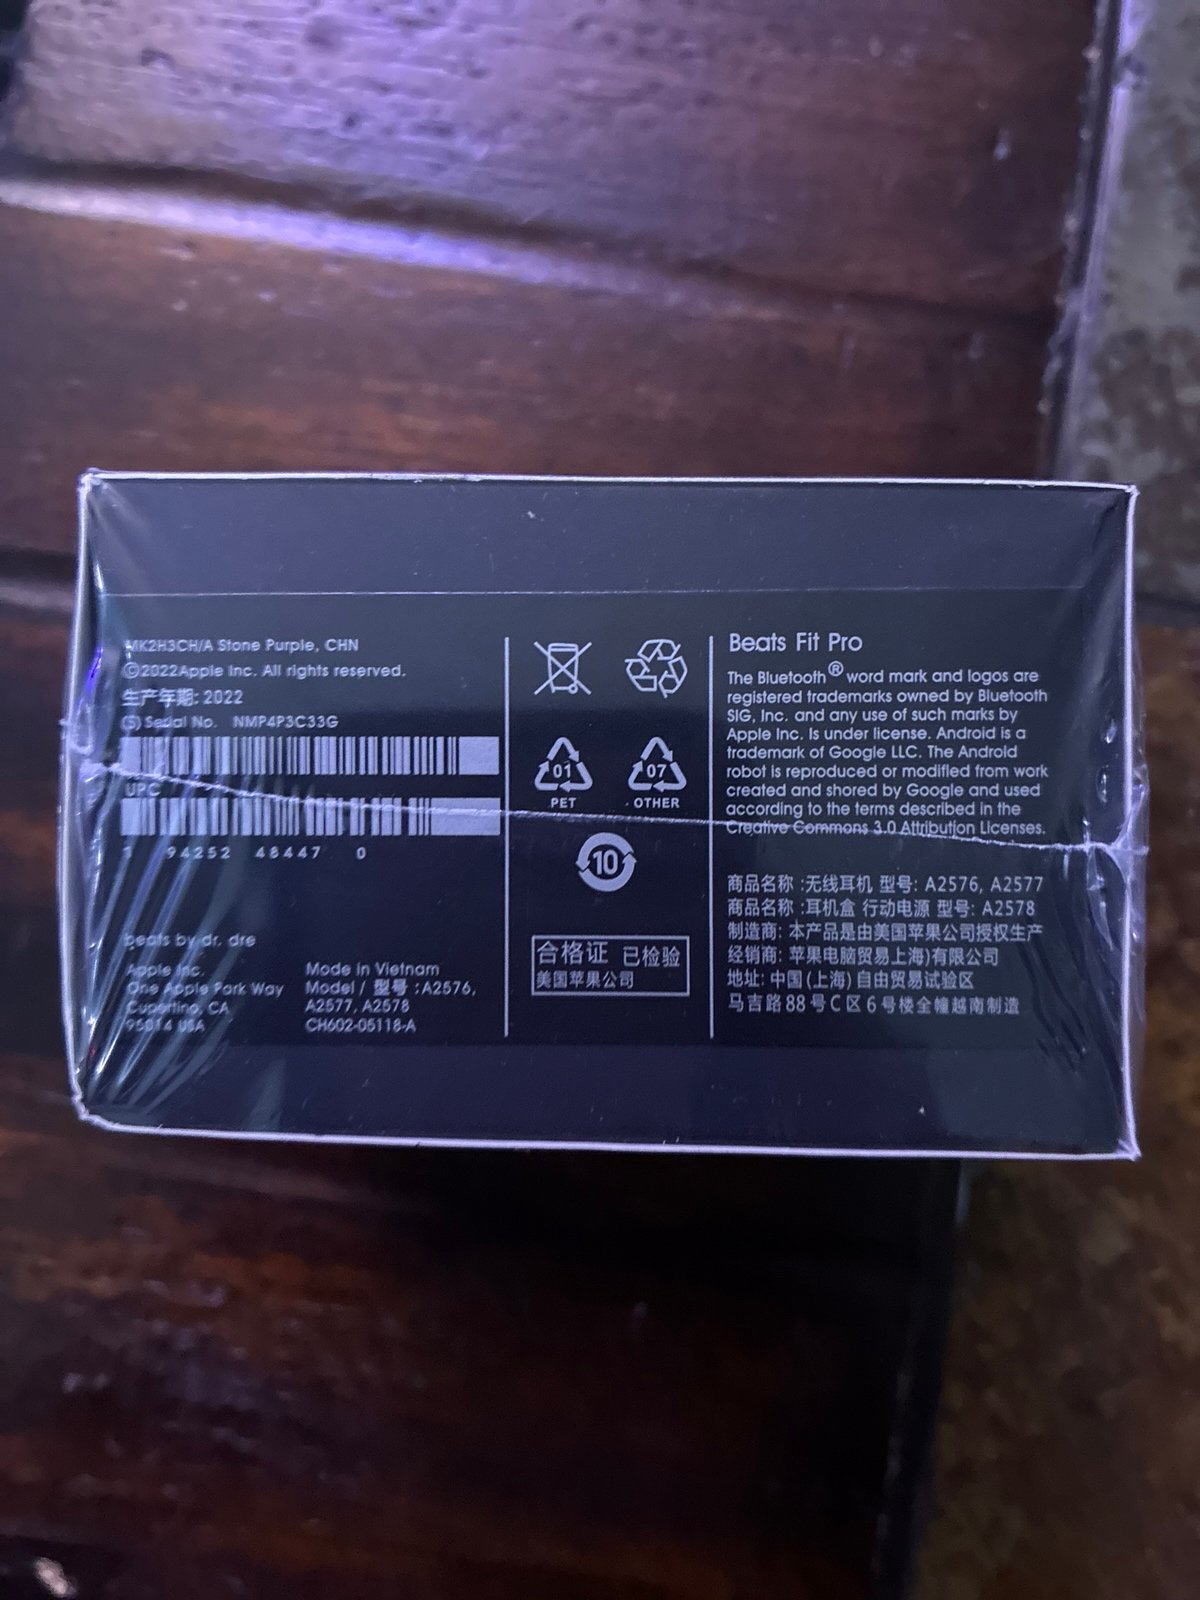 MK2H3CH/A Stone Purple, CHN
©2022Apple Inc. All rights reserved.
生产年期: 2022
(S) Serial No. NMP4P3C33G
UPC
1 94252 48447 0
beats by dr. dre
Apple Inc.
One Apple Park Way
Cupertino, CA
95014 USA
Made in Vietnam
Model / 型号 :A2576,
A2577, A2578
CH602-05118-A
01
PET
07
OTHER
10
合格证 已检验
美国苹果公司
Beats Fit Pro
The Bluetooth® word mark and logos are
registered trademarks owned by Bluetooth
SIG, Inc. and any use of such marks by
Apple Inc. Is under license. Android is a
trademark of Google LLC. The Android
robot is reproduced or modified from work
created and shored by Google and used
according to the terms described in the
Creative Commons 3.0 Attribution Licenses.
商品名称 :无线耳机 型号: A2576, A2577
商品名称 :耳机盒 行动电源 型号: A2578
制造商: 本产品是由美国苹果公司授权生产
经销商: 苹果电脑贸易上海)有限公司
地址: 中国 (上海) 自由贸易试验区
马吉路 88 号 C 区 6 号楼全幢越南制造